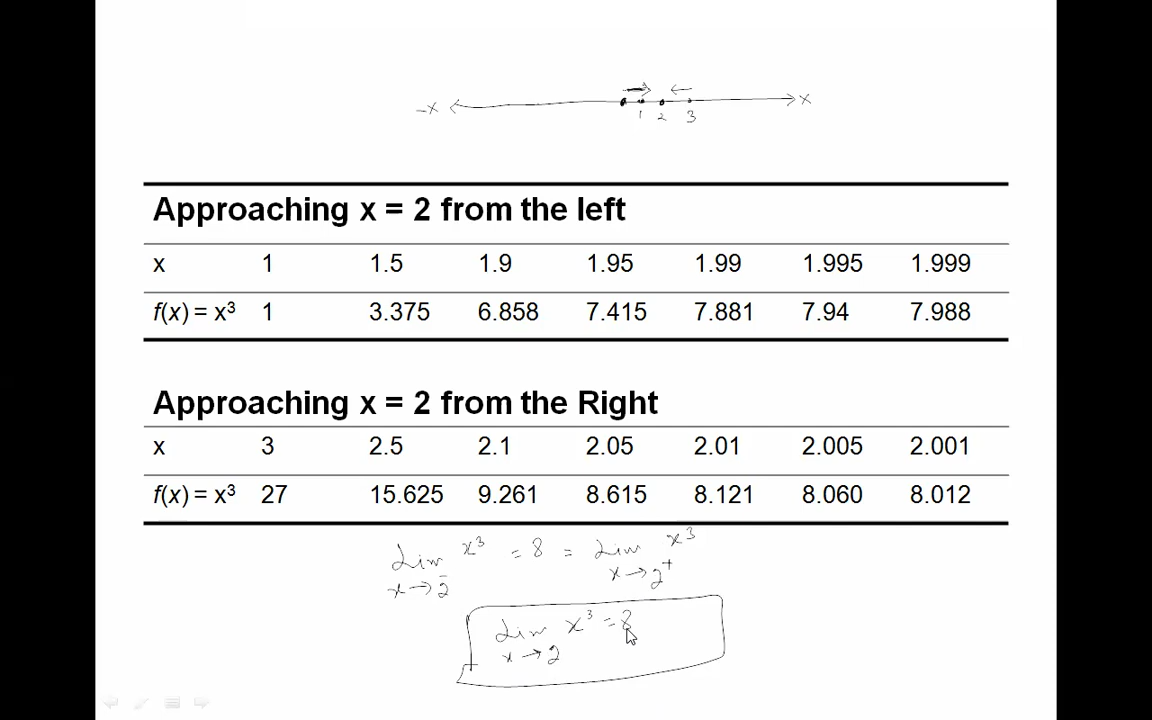 -x x
1 2 3
Approaching x = 2 from the left
x 1 1.5 1.9 1.95 1.99 1.995 1.999
f(x) = x³ 1 3.375 6.858 7.415 7.881 7.94 7.988
Approaching x = 2 from the Right
x 3 2.5 2.1 2.05 2.01 2.005 2.001
f(x) = x³ 27 15.625 9.261 8.615 8.121 8.060 8.012
Lim x³ = 8 = Lim x³
x→2⁻ x→2⁺
Lim x³ = 8
x→2